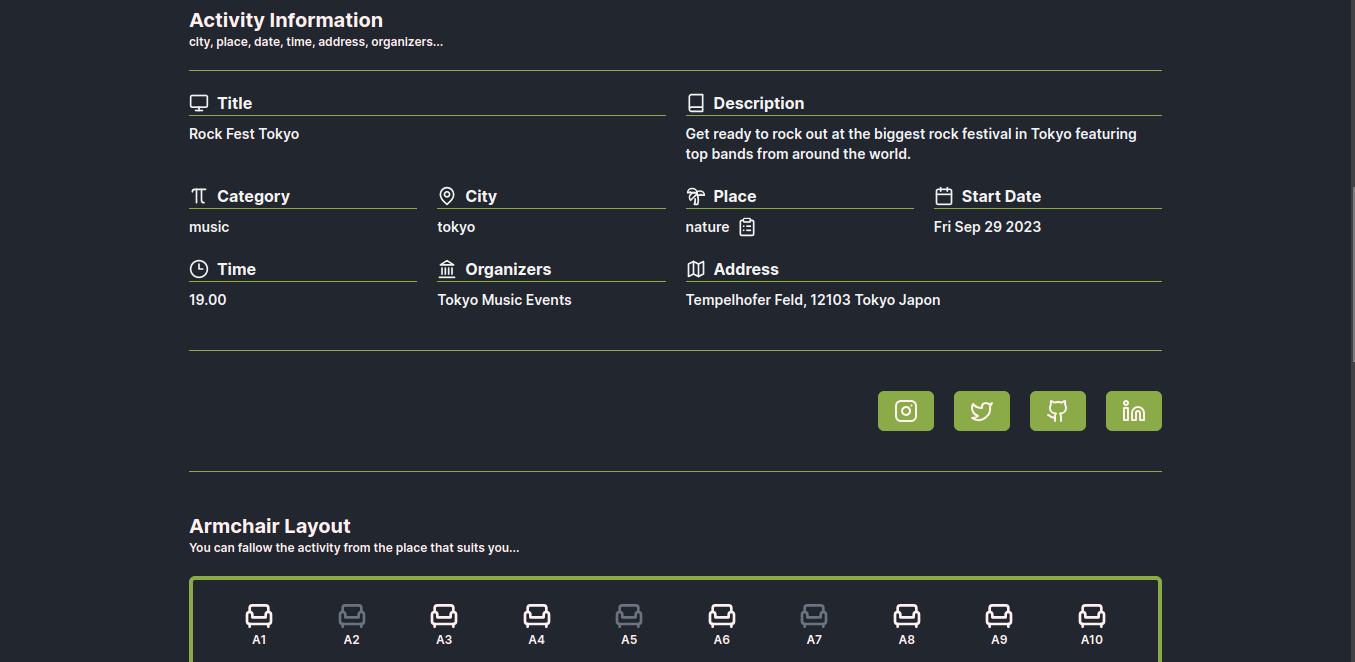 Activity Information
city, place, date, time, address, organizers...
Title
Rock Fest Tokyo
Description
Get ready to rock out at the biggest rock festival in Tokyo featuring
top bands from around the world.
Category
music
City
tokyo
Place
nature
Start Date
Fri Sep 29 2023
Time
19.00
Organizers
Tokyo Music Events
Address
Tempelhofer Feld, 12103 Tokyo Japon
Armchair Layout
You can fallow the activity from the place that suits you...
A1 A2 A3 A4 A5 A6 A7 A8 A9 A10